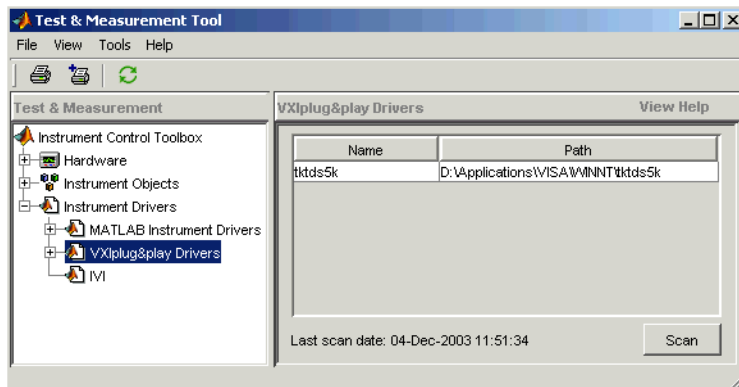 Test & Measurement Tool
File View Tools Help
Test & Measurement
Instrument Control Toolbox
Hardware
Instrument Objects
Instrument Drivers
MATLAB Instrument Drivers
VXIplug&play Drivers
IVI
VXIplug&play Drivers View Help
Name Path
tktds5k D:\Applications\VISA\WINNT\tktds5k
Last scan date: 04-Dec-2003 11:51:34 Scan